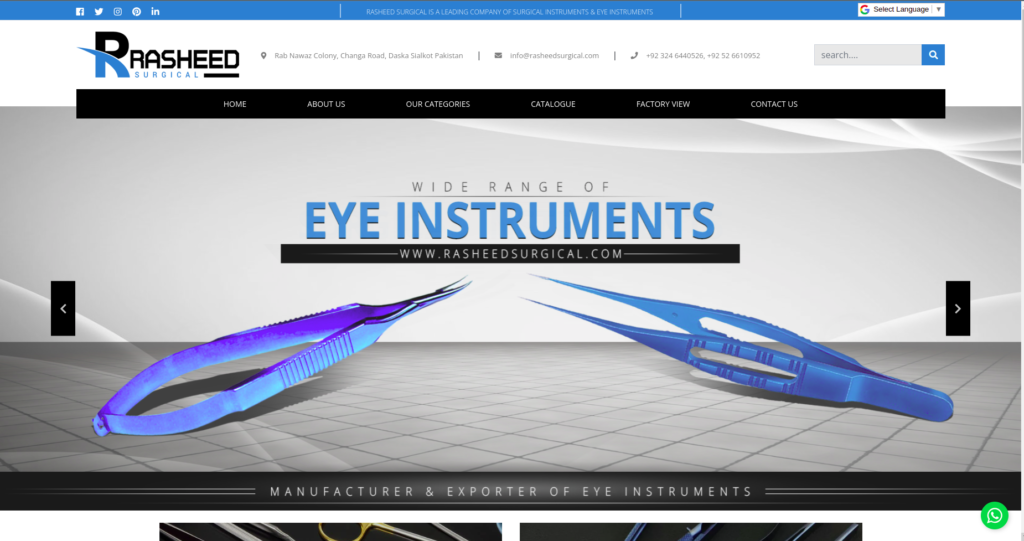 RASHEED SURGICAL IS A LEADING COMPANY OF SURGICAL INSTRUMENTS & EYE INSTRUMENTS
Select Language
RASHEED
SURGICAL
Rab Nawaz Colony, Changa Road, Daska Sialkot Pakistan
info@rasheedsurgical.com
+92 324 6440526, +92 52 6610952
search....
HOME ABOUT US OUR CATEGORIES CATALOGUE FACTORY VIEW CONTACT US
WIDE RANGE OF
EYE INSTRUMENTS
WWW.RASHEEDSURGICAL.COM
MANUFACTURER & EXPORTER OF EYE INSTRUMENTS